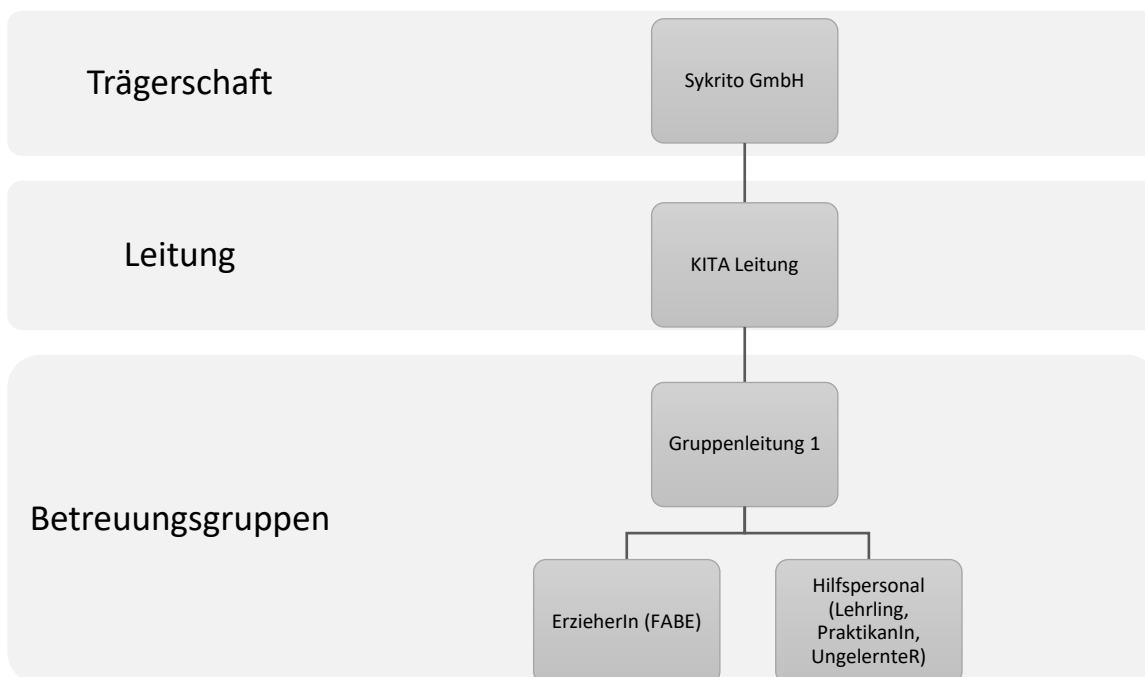 Trägerschaft
Sykrito GmbH
Leitung
KITA Leitung
Betreuungsgruppen
Gruppenleitung 1
ErzieherIn (FABE)
Hilfspersonal
(Lehrling,
PraktikanIn,
UngelernteR)